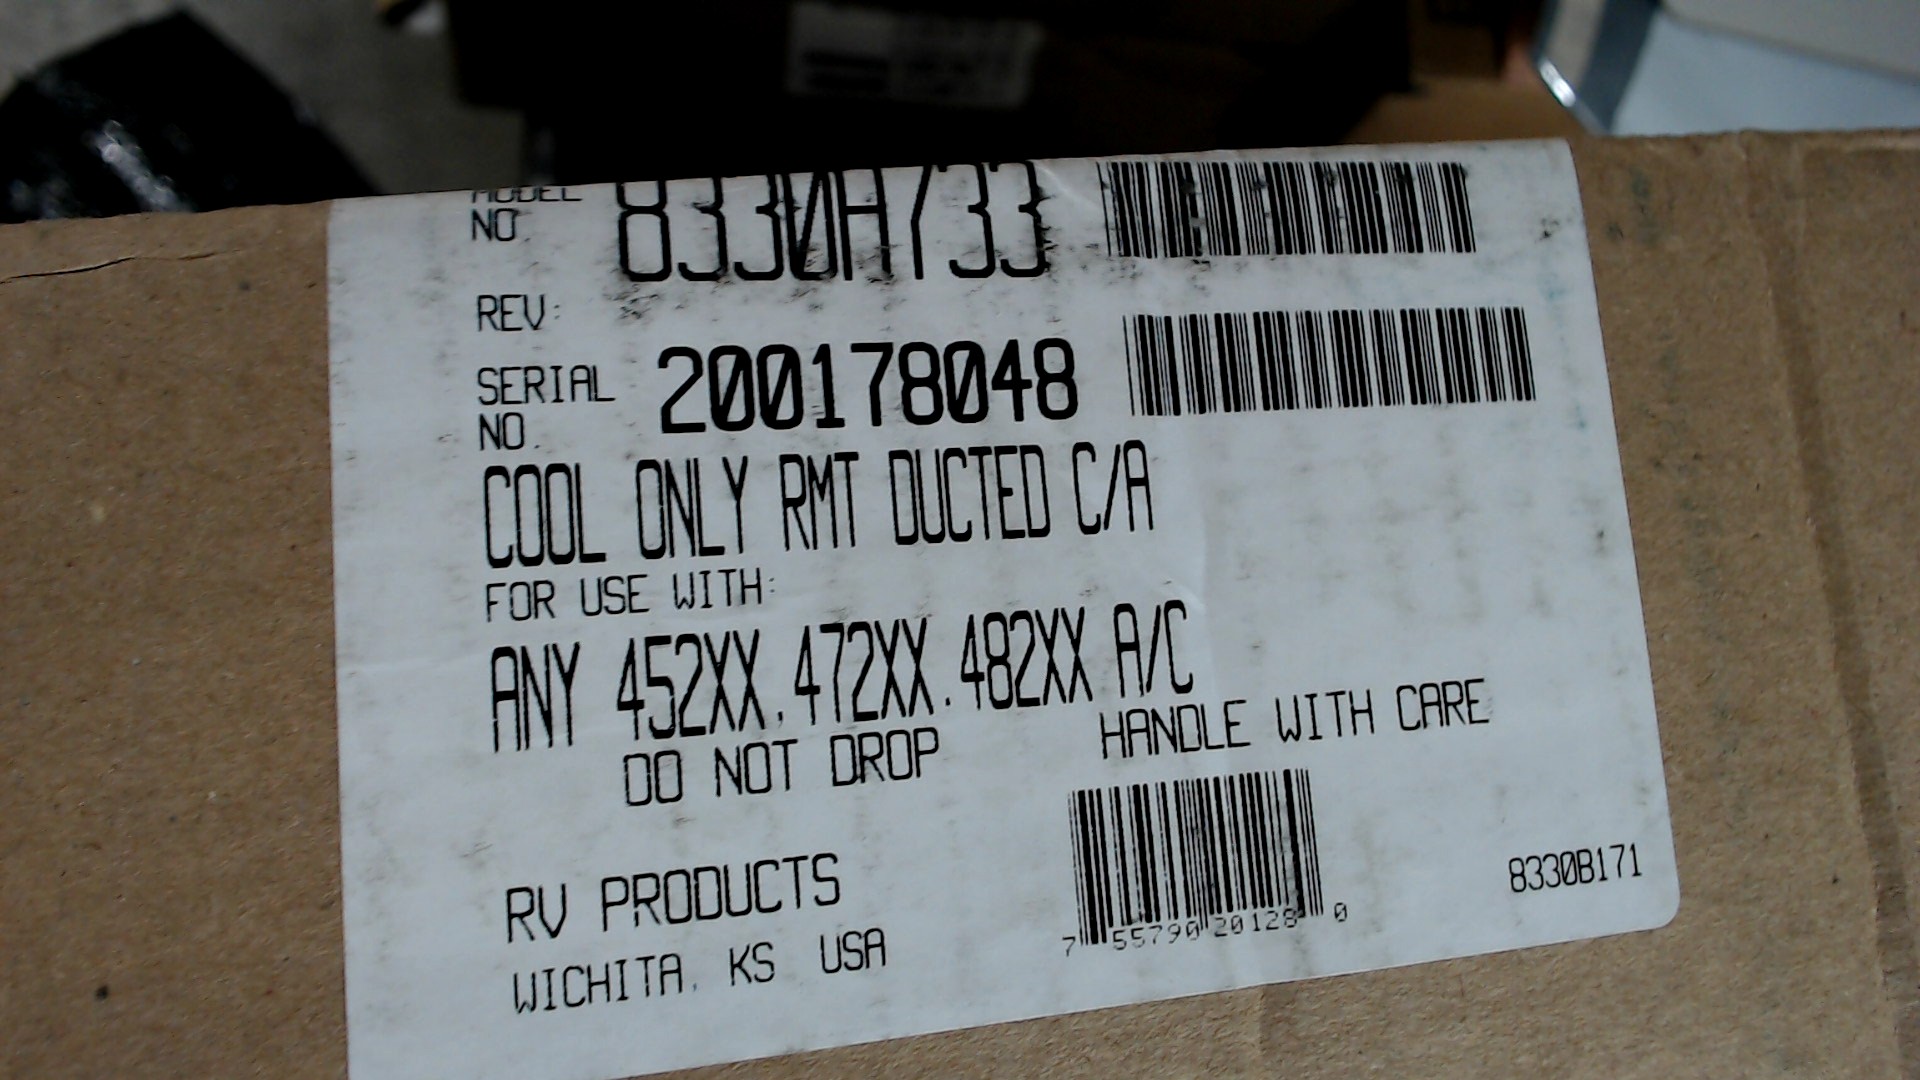 MODEL
NO. 8330A733
REV:
SERIAL
NO. 200178048
COOL ONLY RMT DUCTED C/A
FOR USE WITH:
ANY 452XX,472XX,482XX A/C
DO NOT DROP HANDLE WITH CARE
RV PRODUCTS
WICHITA, KS USA
7 55790 20128 0
8330B171